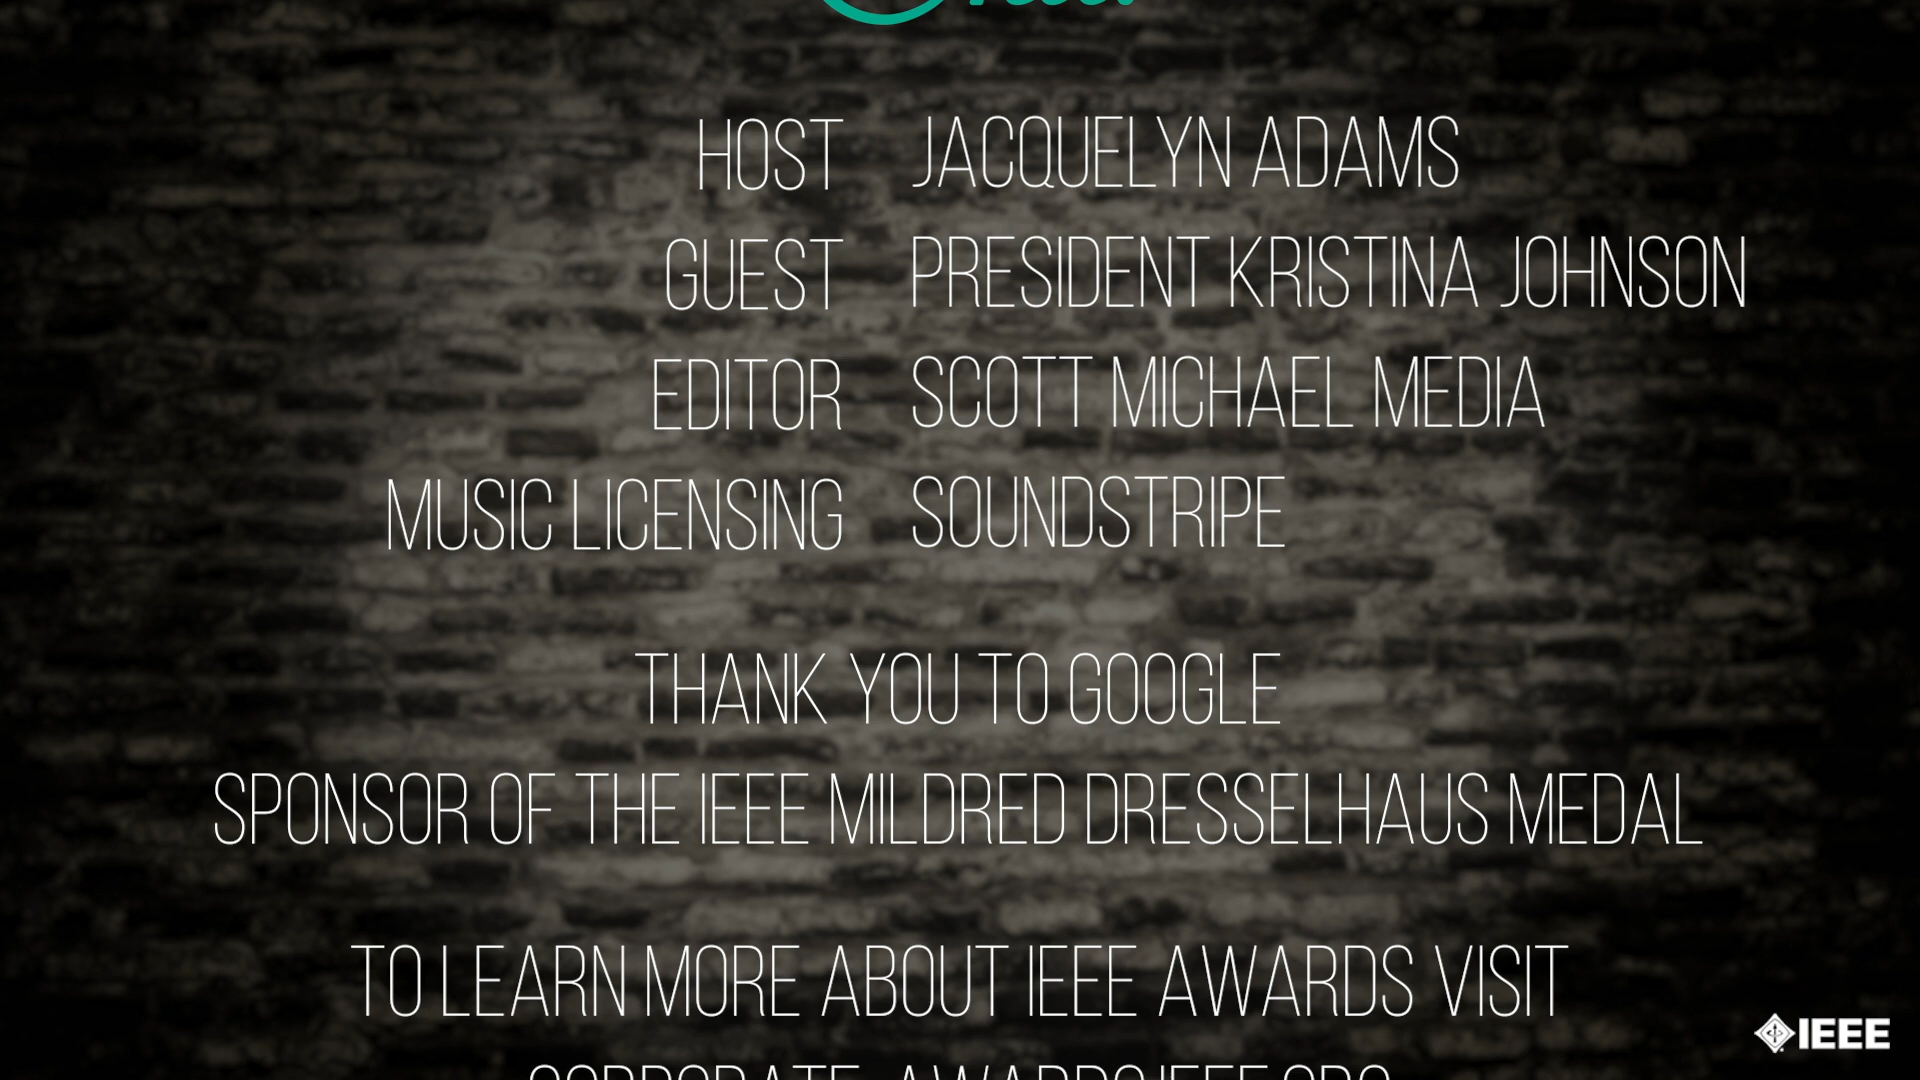 HOST JACQUELYN ADAMS
GUEST PRESIDENT KRISTINA JOHNSON
EDITOR SCOTT MICHAEL MEDIA
MUSIC LICENSING SOUNDSTRIPE
THANK YOU TO GOOGLE
SPONSOR OF THE IEEE MILDRED DRESSELHAUS MEDAL
TO LEARN MORE ABOUT IEEE AWARDS VISIT
IEEE